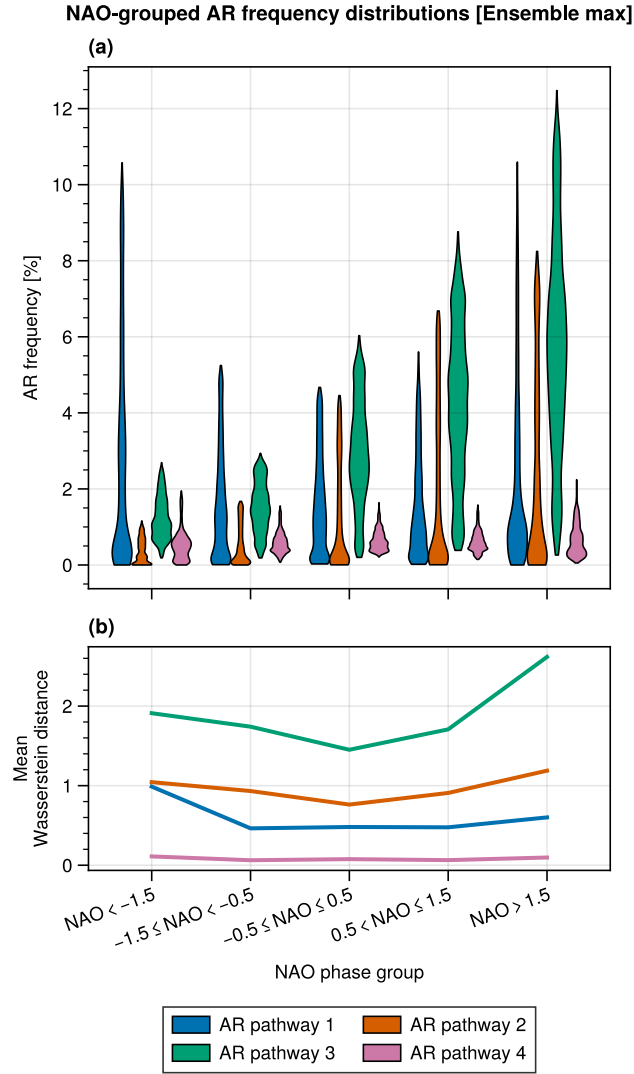 NAO-grouped AR frequency distributions [Ensemble max]
(a)
12
10
8
6
4
2
0
AR frequency [%]
(b)
2
1
0
Mean
Wasserstein distance
NAO < −1.5
−1.5 ≤ NAO < −0.5
−0.5 ≤ NAO ≤ 0.5
0.5 < NAO ≤ 1.5
NAO > 1.5
NAO phase group
AR pathway 1
AR pathway 2
AR pathway 3
AR pathway 4